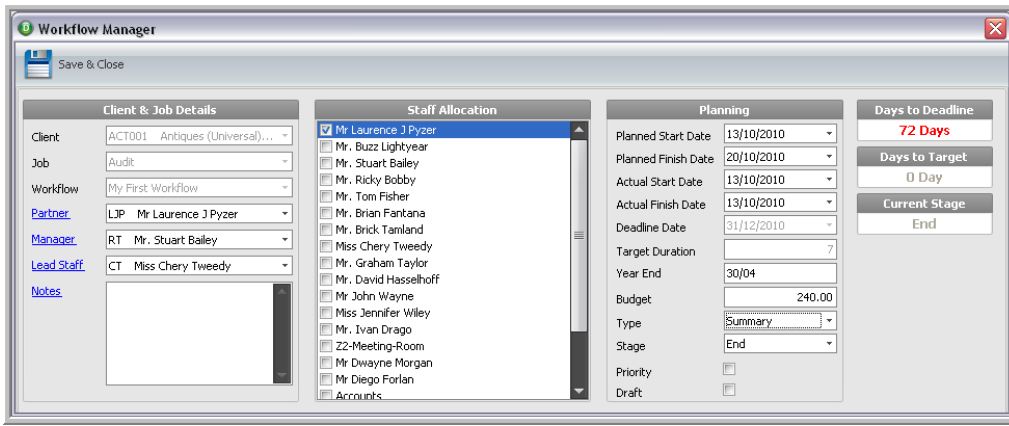 Workflow Manager
Save & Close
Client & Job Details
Client
ACT001 Antiques (Universal)...
Job
Audit
Workflow
My First Workflow
Partner
LJP Mr Laurence J Pyzer
Manager
RT Mr. Stuart Bailey
Lead Staff
CT Miss Chery Tweedy
Notes
Staff Allocation
Mr Laurence J Pyzer
Mr. Buzz Lightyear
Mr. Stuart Bailey
Mr. Ricky Bobby
Mr. Tom Fisher
Mr. Brian Fantana
Mr. Brick Tamland
Miss Chery Tweedy
Mr. Graham Taylor
Mr. David Hasselhoff
Mr John Wayne
Miss Jennifer Wiley
Mr. Ivan Drago
Z2-Meeting-Room
Mr Dwayne Morgan
Mr Diego Forlan
Accounts
Planning
Planned Start Date 13/10/2010
Planned Finish Date 20/10/2010
Actual Start Date 13/10/2010
Actual Finish Date 13/10/2010
Deadline Date 31/12/2010
Target Duration 7
Year End 30/04
Budget 240.00
Type Summary
Stage End
Priority
Draft
Days to Deadline
72 Days
Days to Target
0 Day
Current Stage
End